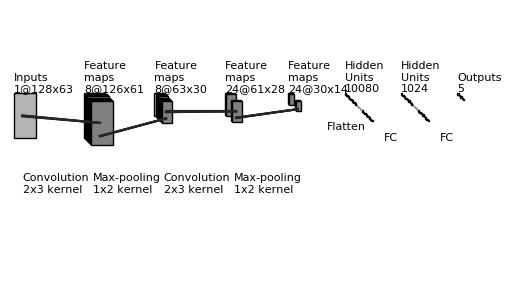 Inputs
1@128x63
Feature
maps
8@126x61
Feature
maps
8@63x30
Feature
maps
24@61x28
Feature
maps
24@30x14
Hidden
Units
10080
Hidden
Units
1024
Outputs
5
Flatten
FC
FC
Convolution
2x3 kernel
Max-pooling
1x2 kernel
Convolution
2x3 kernel
Max-pooling
1x2 kernel